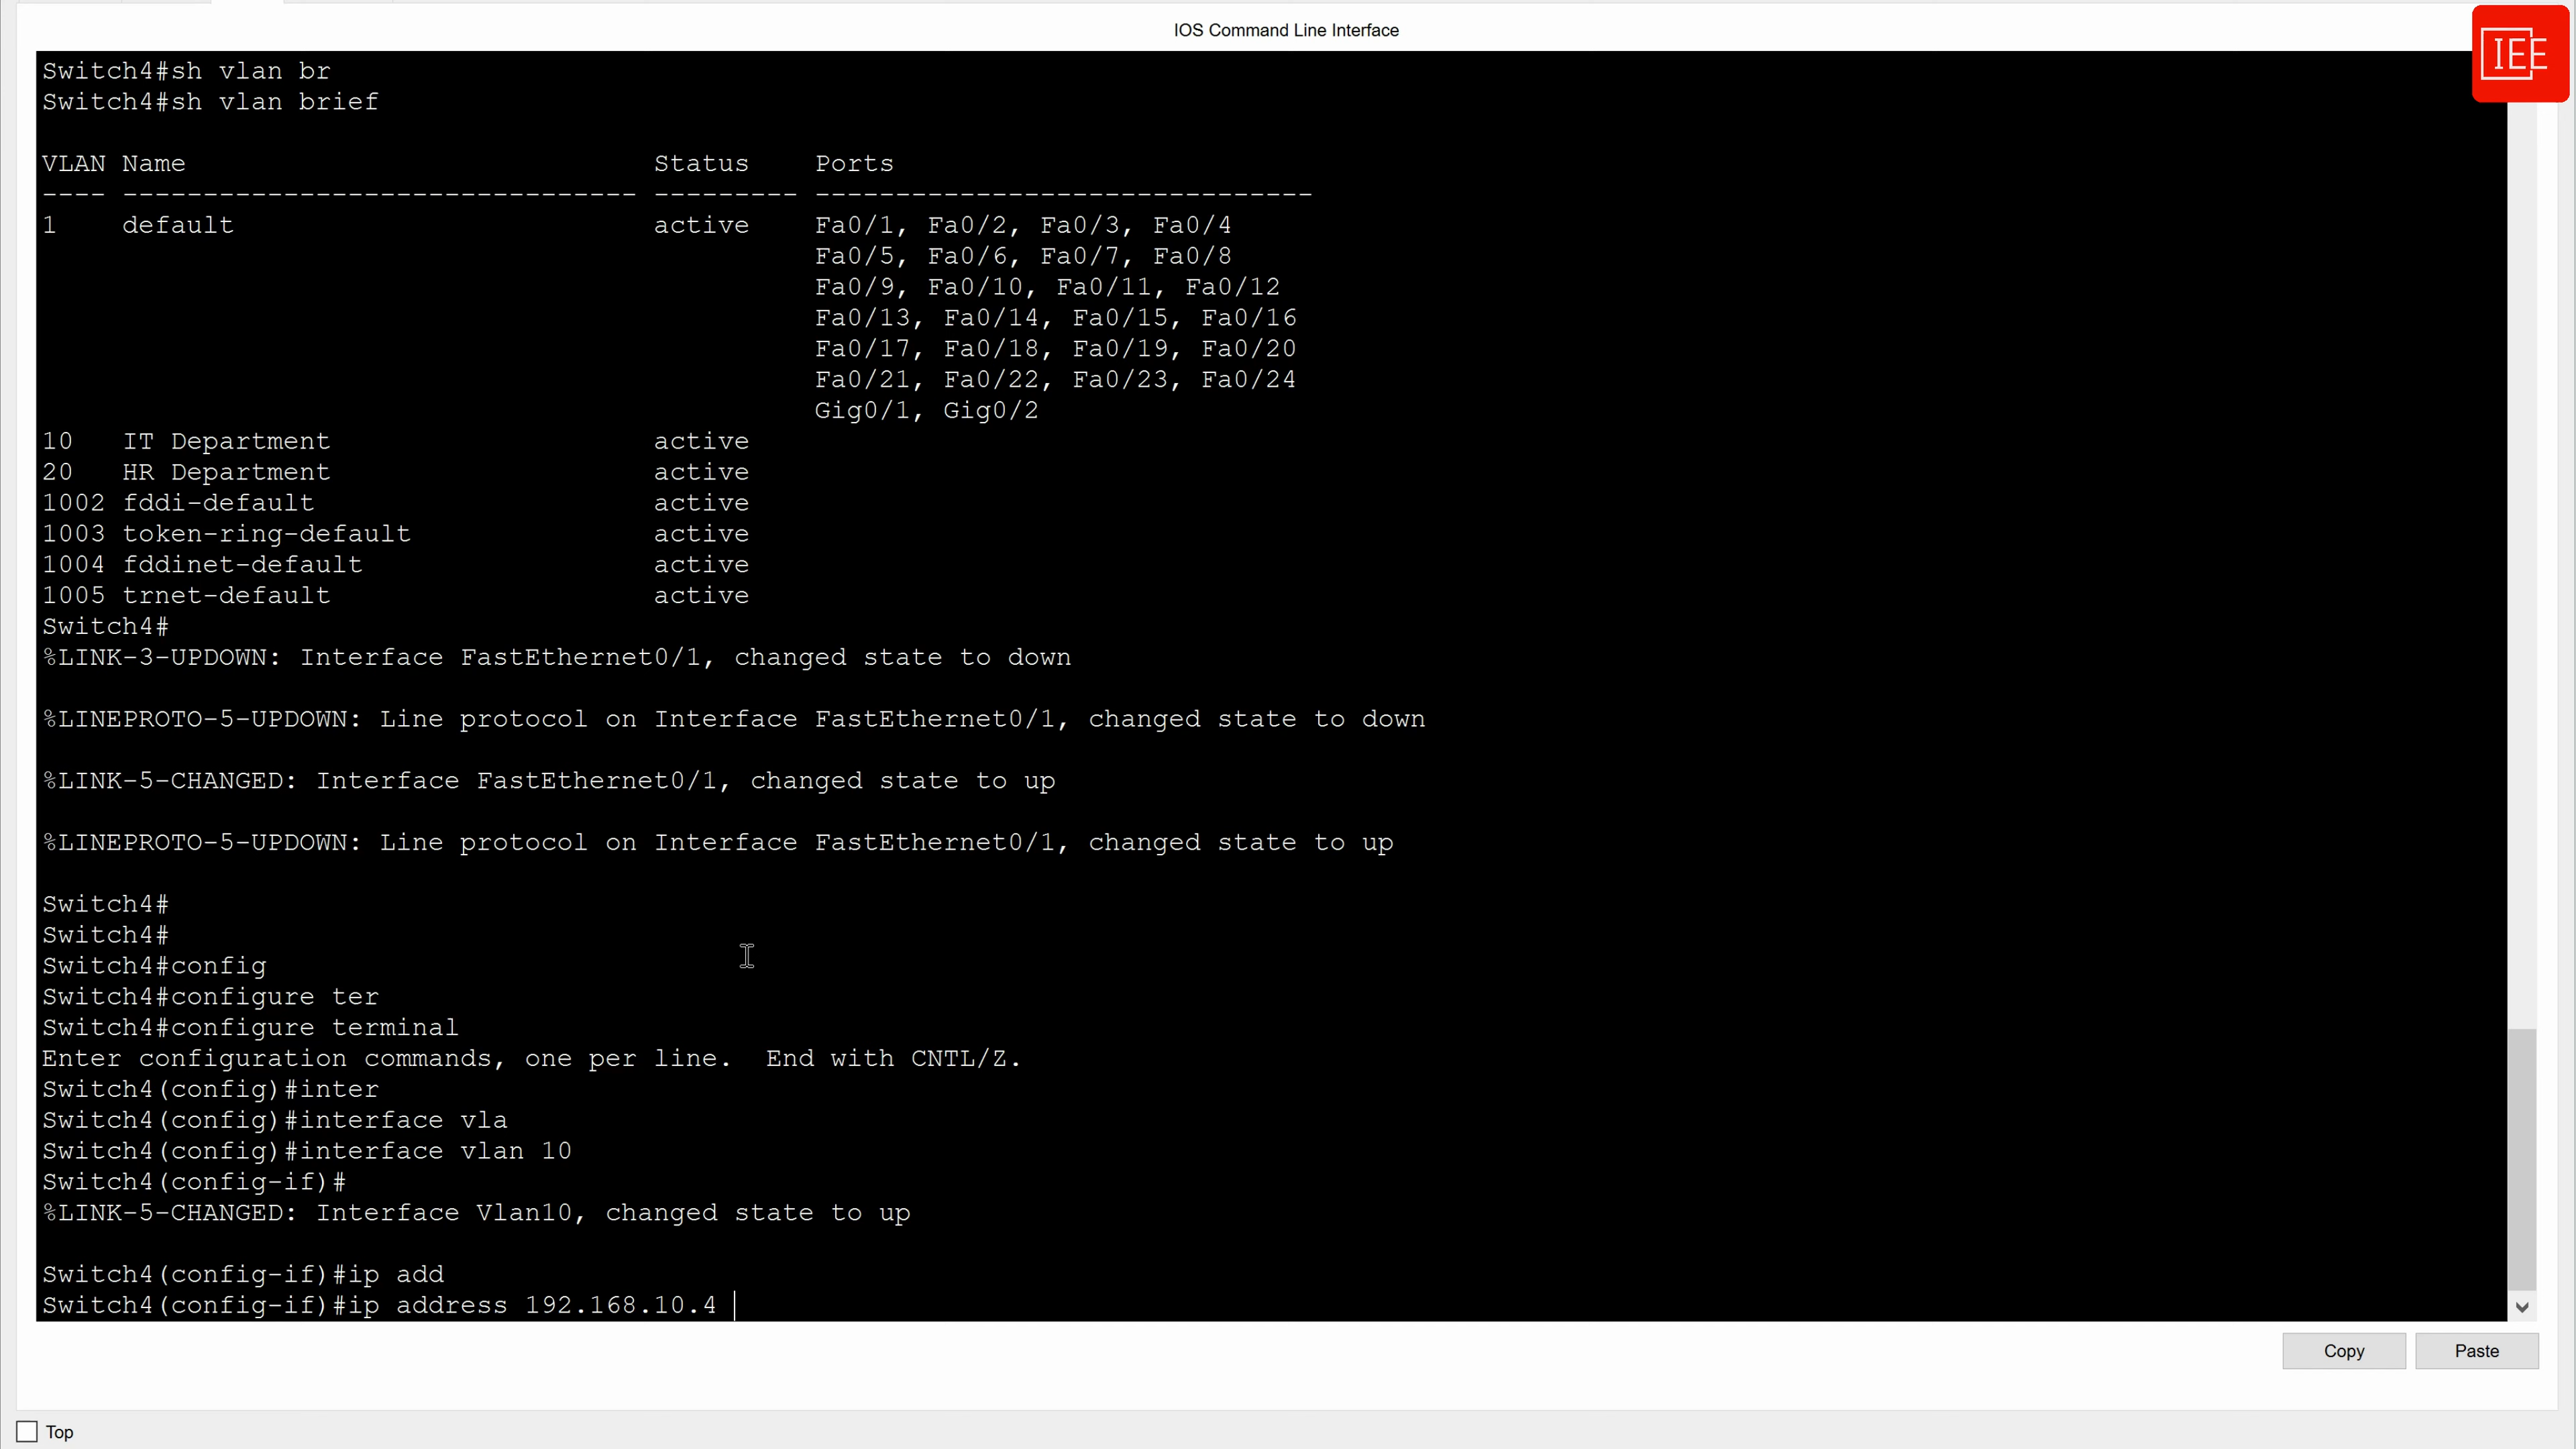 IOS Command Line Interface
IEE
Switch4#sh vlan br
Switch4#sh vlan brief
VLAN Name Status Ports
---- -------------------------------- --------- -------------------------------
1 default active Fa0/1, Fa0/2, Fa0/3, Fa0/4
Fa0/5, Fa0/6, Fa0/7, Fa0/8
Fa0/9, Fa0/10, Fa0/11, Fa0/12
Fa0/13, Fa0/14, Fa0/15, Fa0/16
Fa0/17, Fa0/18, Fa0/19, Fa0/20
Fa0/21, Fa0/22, Fa0/23, Fa0/24
Gig0/1, Gig0/2
10 IT Department active
20 HR Department active
1002 fddi-default active
1003 token-ring-default active
1004 fddinet-default active
1005 trnet-default active
Switch4#
%LINK-3-UPDOWN: Interface FastEthernet0/1, changed state to down
%LINEPROTO-5-UPDOWN: Line protocol on Interface FastEthernet0/1, changed state to down
%LINK-5-CHANGED: Interface FastEthernet0/1, changed state to up
%LINEPROTO-5-UPDOWN: Line protocol on Interface FastEthernet0/1, changed state to up
Switch4#
Switch4#
Switch4#config
Switch4#configure ter
Switch4#configure terminal
Enter configuration commands, one per line.  End with CNTL/Z.
Switch4(config)#inter
Switch4(config)#interface vla
Switch4(config)#interface vlan 10
Switch4(config-if)#
%LINK-5-CHANGED: Interface Vlan10, changed state to up
Switch4(config-if)#ip add
Switch4(config-if)#ip address 192.168.10.4
Copy Paste
Top